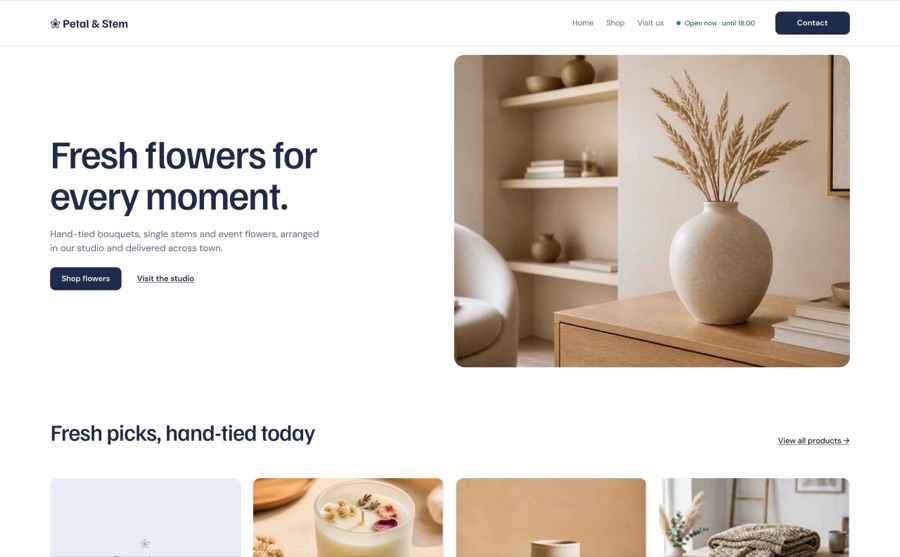 Petal & Stem
Home
Shop
Visit us
Open now · until 18:00
Contact
Fresh flowers for
every moment.
Hand-tied bouquets, single stems and event flowers, arranged
in our studio and delivered across town.
Shop flowers
Visit the studio
Fresh picks, hand-tied today
View all products →